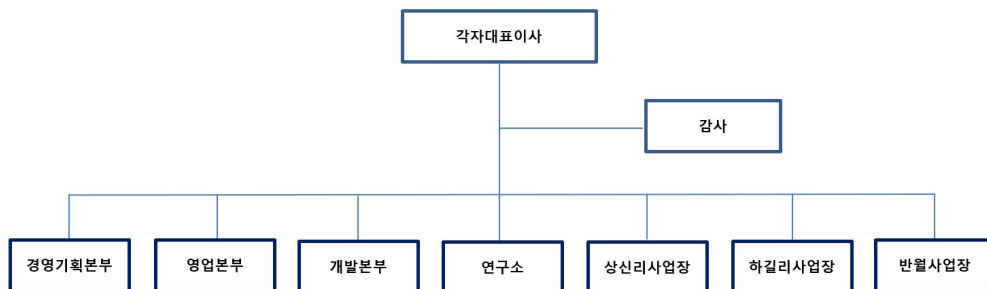 각자대표이사
감사
경영기획본부
영업본부
개발본부
연구소
상신리사업장
하길리사업장
반월사업장